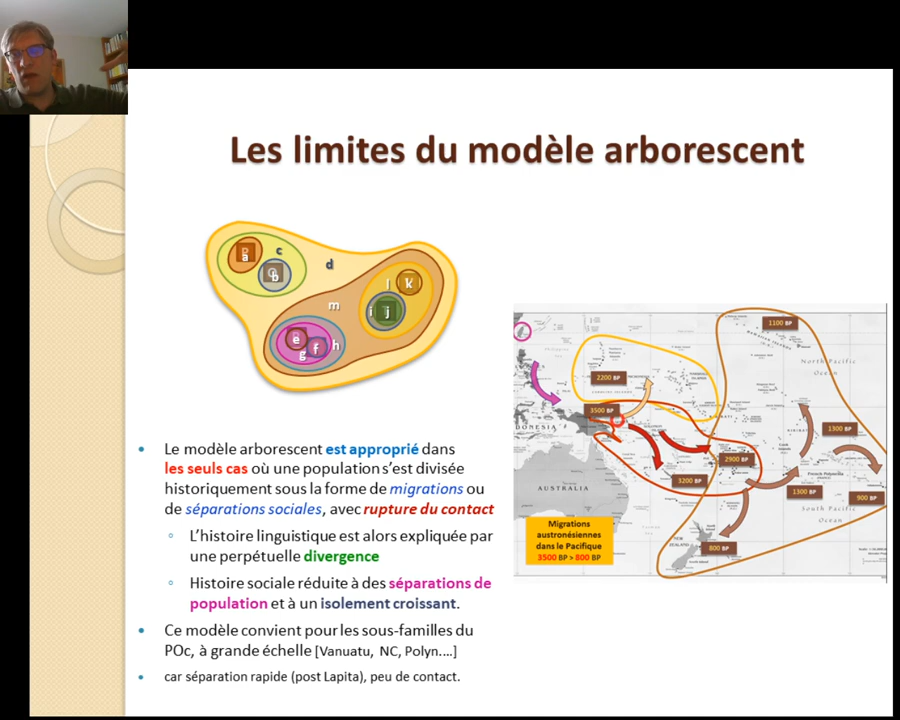 Les limites du modèle arborescent
a
c
b
d
l
k
m
i
j
e
f
h
g
Le modèle arborescent est approprié dans
les seuls cas où une population s'est divisée
historiquement sous la forme de migrations ou
de séparations sociales, avec rupture du contact
L'histoire linguistique est alors expliquée par
une perpétuelle divergence
Histoire sociale réduite à des séparations de
population et à un isolement croissant.
Ce modèle convient pour les sous-familles du
POc, à grande échelle [Vanuatu, NC, Polyn....]
car séparation rapide (post Lapita), peu de contact.
1100 BP
North Pacific
Ocean
2200 BP
3500 BP
1300 BP
2900 BP
3200 BP
AUSTRALIA
French Polynesia
1300 BP
900 BP
South Pacific
Ocean
Migrations
austronésiennes
dans le Pacifique
3500 BP > 800 BP
NEW
ZEALAND
800 BP